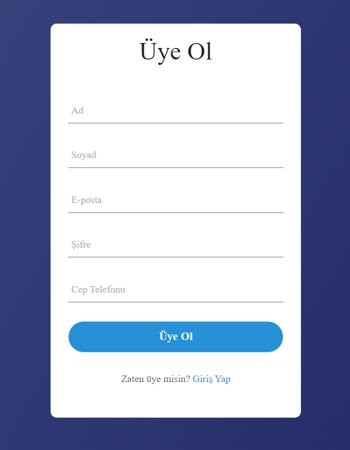 Üye Ol
Ad
Soyad
E-posta
Şifre
Cep Telefonu
Üye Ol
Zaten üye misin? Giriş Yap